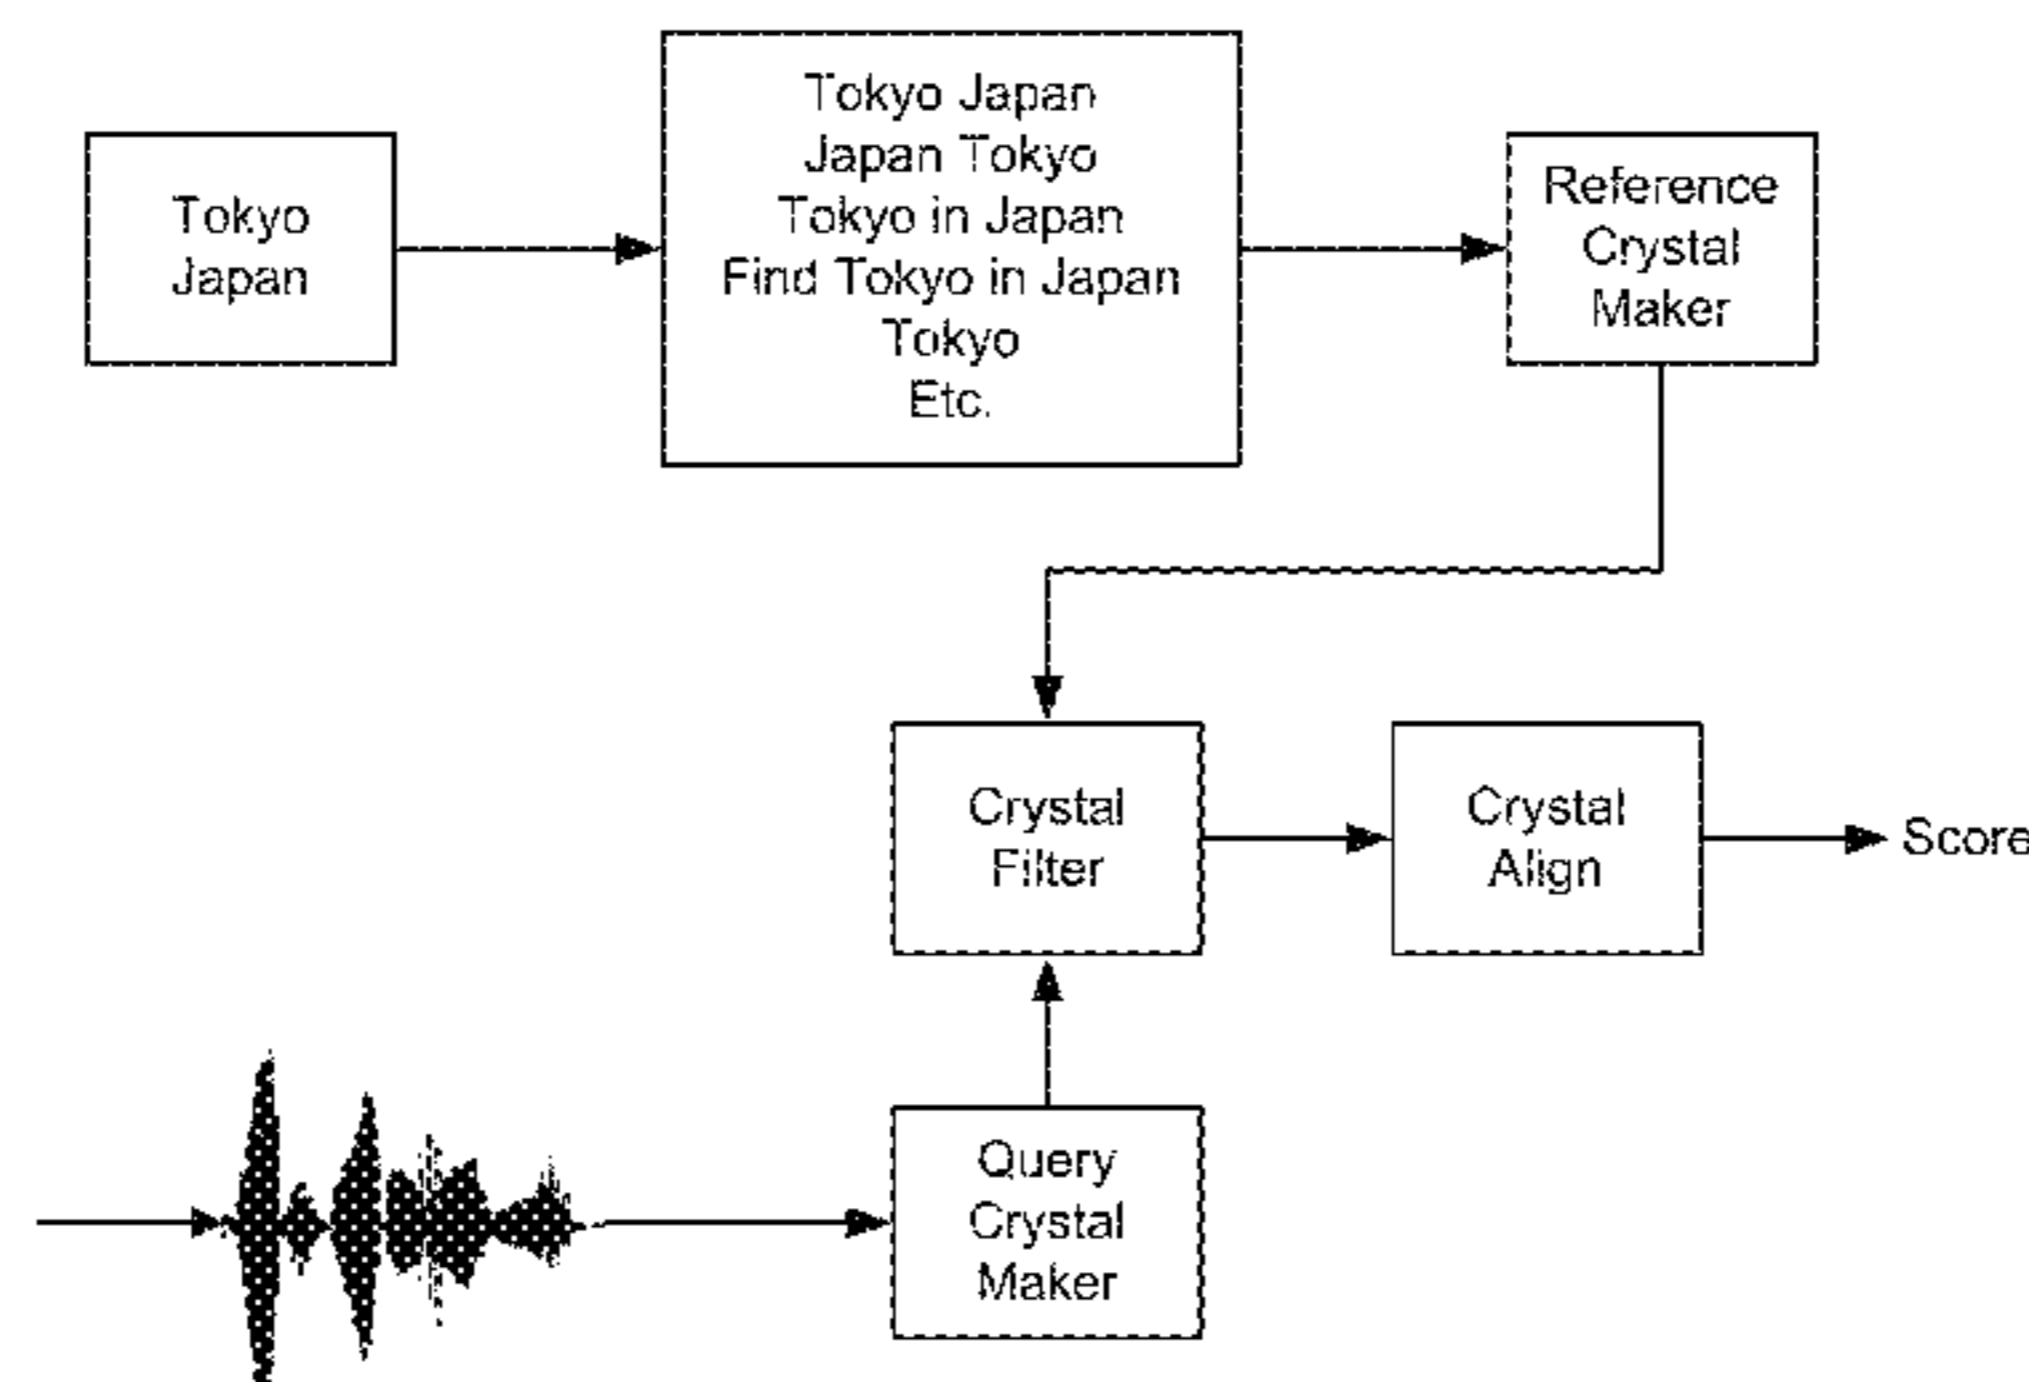 Tokyo
Japan
Tokyo Japan
Japan Tokyo
Tokyo in Japan
Find Tokyo in Japan
Tokyo
Etc.
Reference
Crystal
Maker
Crystal
Filter
Crystal
Align
Score
Query
Crystal
Maker